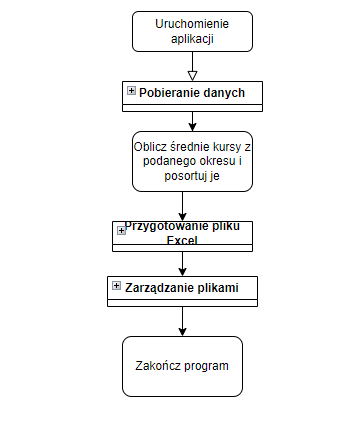 Uruchomienie
aplikacji
Pobieranie danych
Oblicz średnie kursy z
podanego okresu i
posortuj je
Przygotowanie pliku
Excel
Zarządzanie plikami
Zakończ program